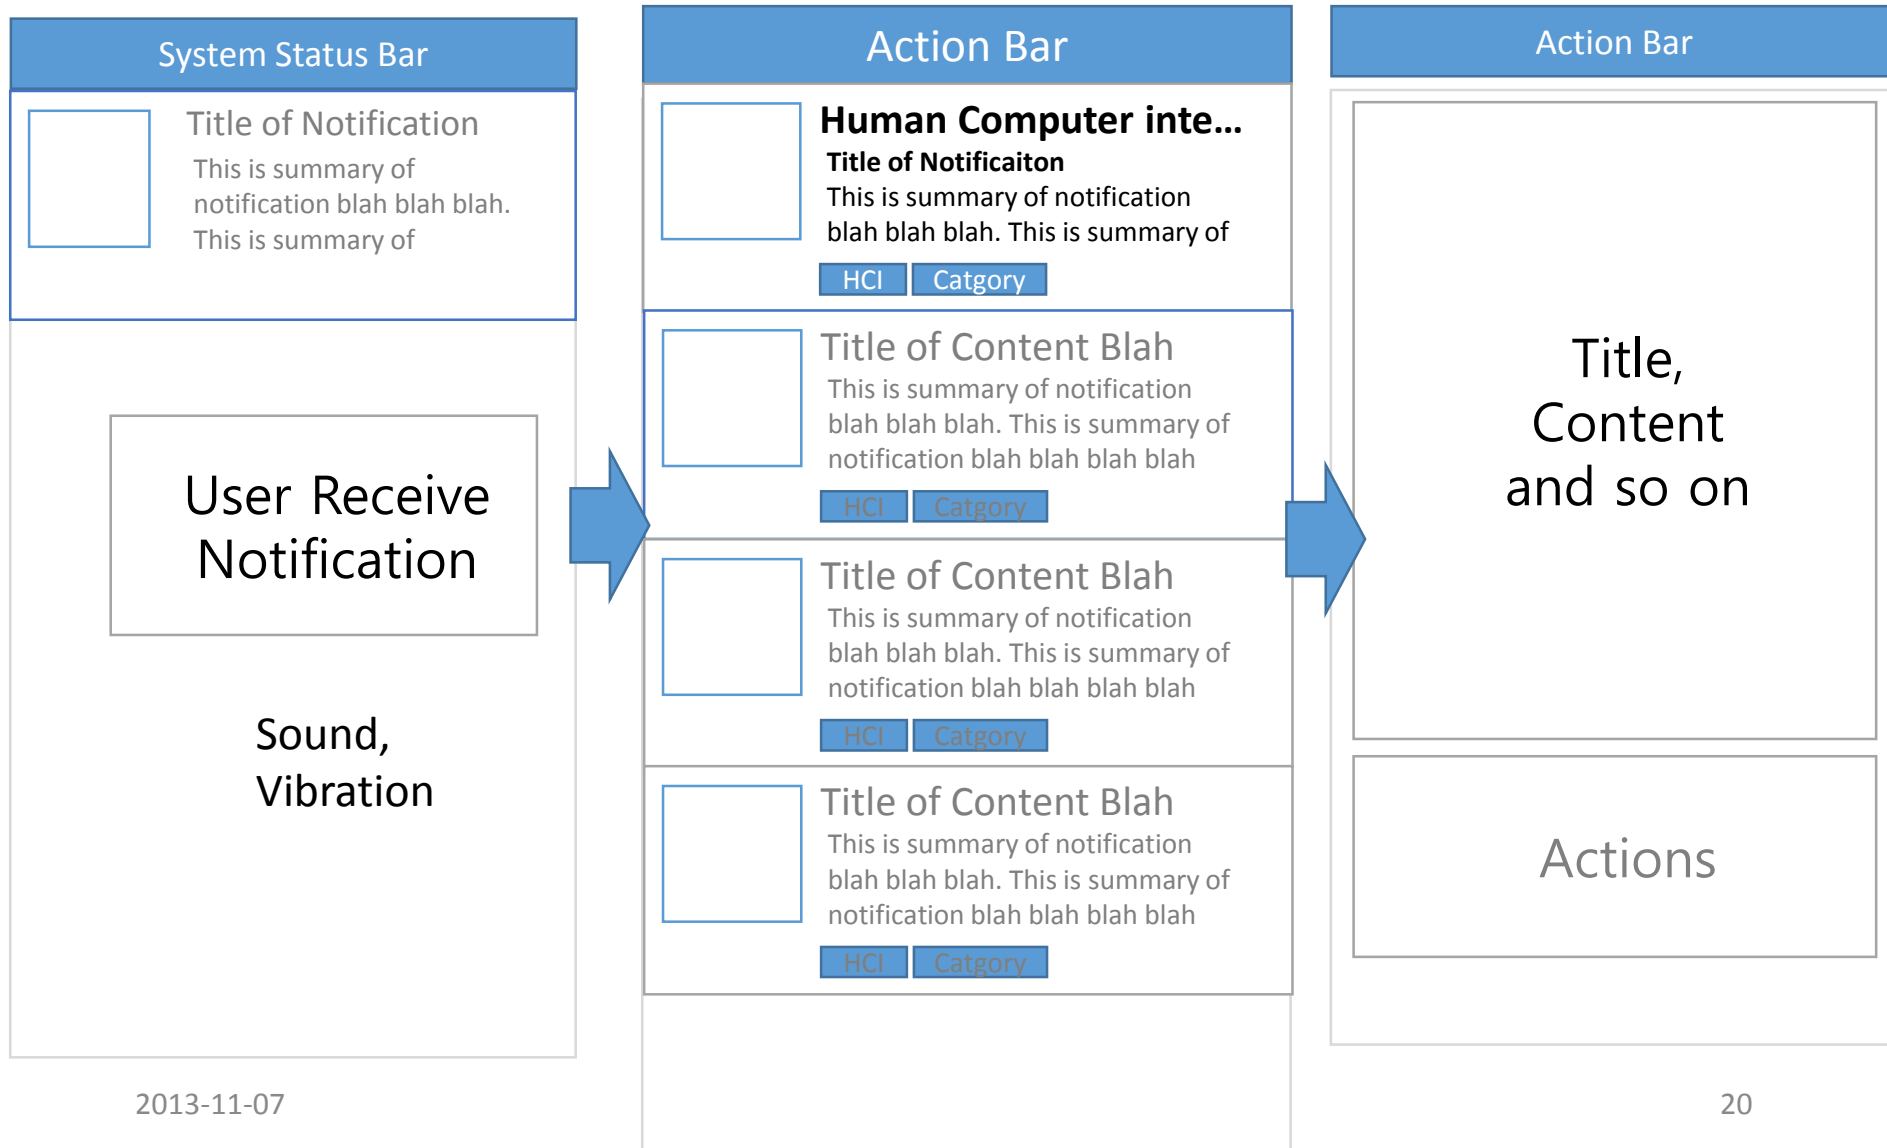 System Status Bar
Title of Notification
This is summary of
notification blah blah blah.
This is summary of
User Receive
Notification
Sound,
Vibration
Action Bar
Human Computer inte...
Title of Notificaiton
This is summary of notification
blah blah blah. This is summary of
HCI Catgory
Title of Content Blah
This is summary of notification
blah blah blah. This is summary of
notification blah blah blah blah
HCI Catgory
Title of Content Blah
This is summary of notification
blah blah blah. This is summary of
notification blah blah blah blah
HCI Catgory
Title of Content Blah
This is summary of notification
blah blah blah. This is summary of
notification blah blah blah blah
HCI Catgory
Action Bar
Title,
Content
and so on
Actions
2013-11-07
20